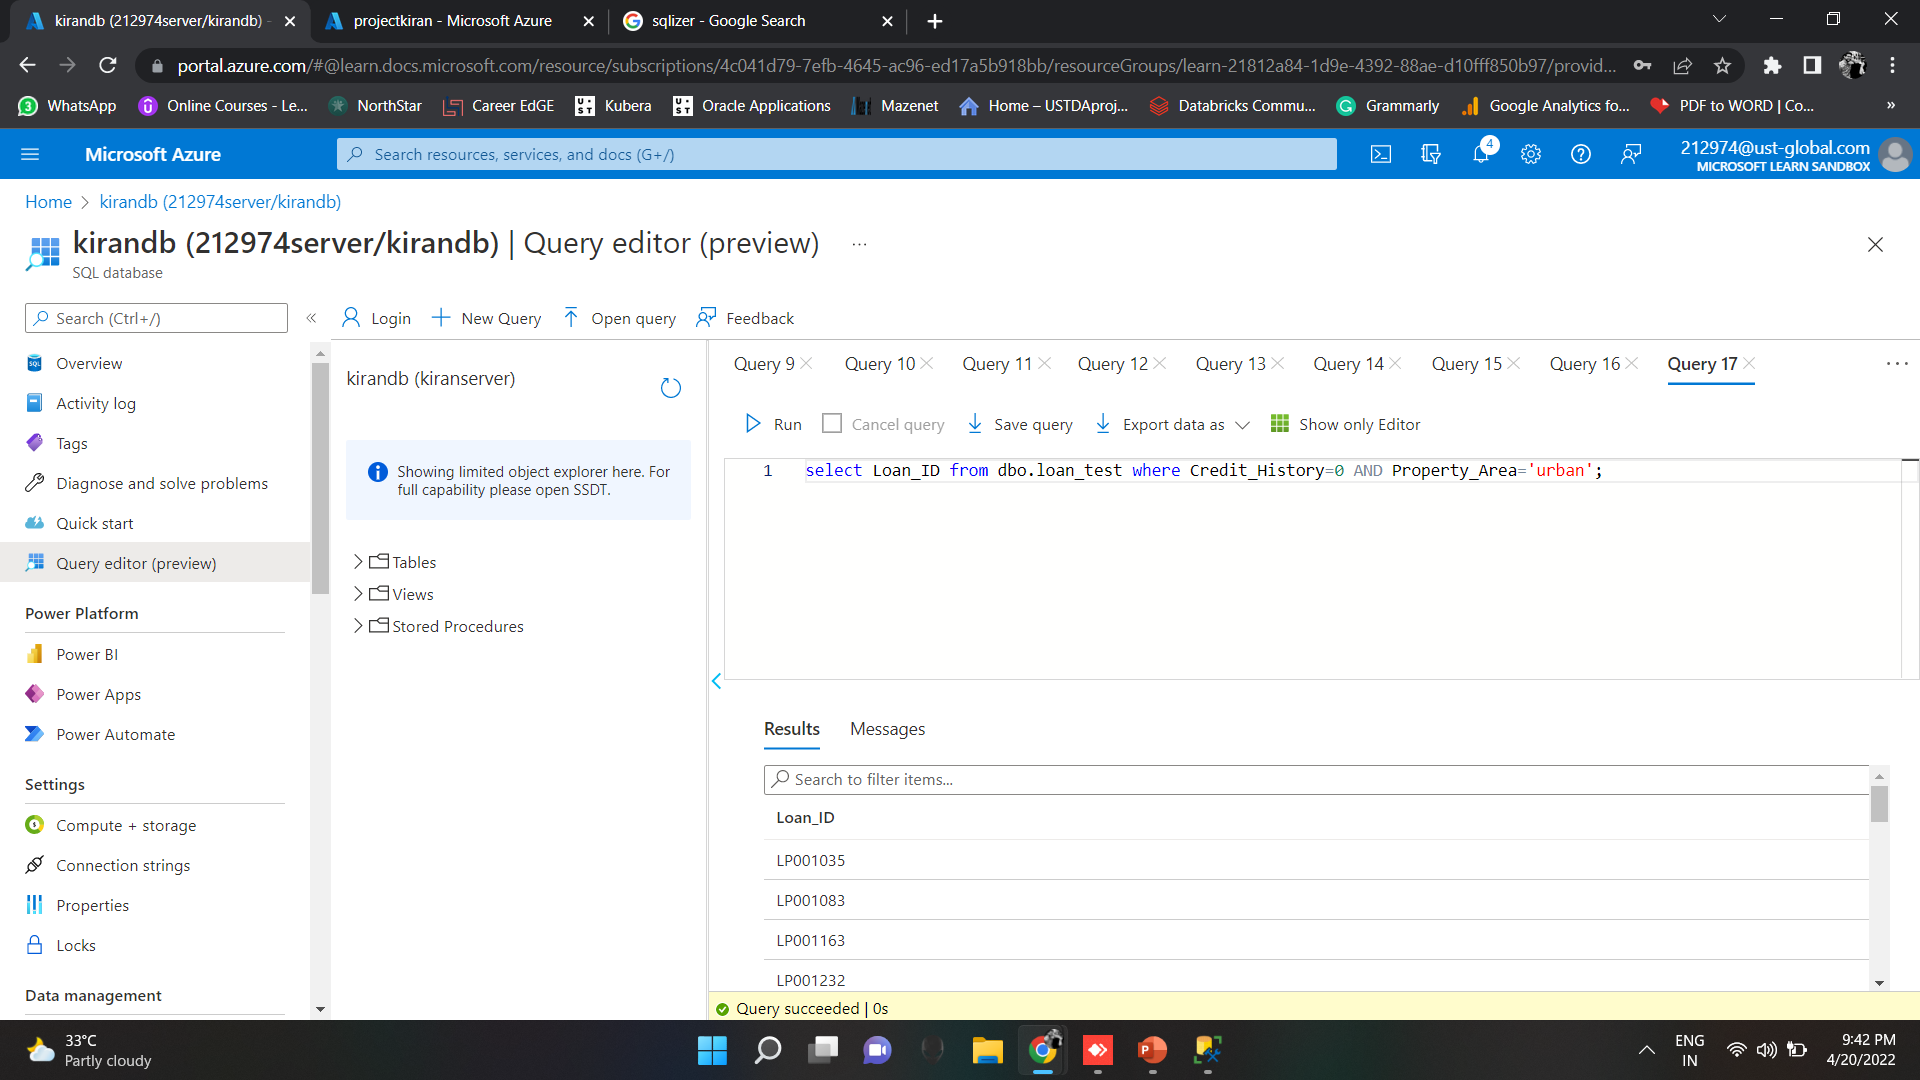 kirandb (212974server/kirandb) -
projectkiran - Microsoft Azure
sqlizer - Google Search
portal.azure.com/#@learn.docs.microsoft.com/resource/subscriptions/4c041d79-7efb-4645-ac96-ed17a5b918bb/resourceGroups/learn-21812a84-1d9e-4392-88ae-d10fff850b97/provid...
3 WhatsApp
Online Courses - Le...
NorthStar
Career EdGE
Kubera
Oracle Applications
Mazenet
Home – USTDAproj...
Databricks Commu...
Grammarly
Google Analytics fo...
PDF to WORD | Co...
»
Microsoft Azure
Search resources, services, and docs (G+/)
4
212974@ust-global.com
MICROSOFT LEARN SANDBOX
Home > kirandb (212974server/kirandb)
kirandb (212974server/kirandb) | Query editor (preview) ...
SQL database
Search (Ctrl+/)
«
Login
New Query
Open query
Feedback
Overview
Activity log
Tags
Diagnose and solve problems
Quick start
Query editor (preview)
Power Platform
Power BI
Power Apps
Power Automate
Settings
Compute + storage
Connection strings
Properties
Locks
Data management
kirandb (kiranserver)
Showing limited object explorer here. For
full capability please open SSDT.
Tables
Views
Stored Procedures
Query 9
Query 10
Query 11
Query 12
Query 13
Query 14
Query 15
Query 16
Query 17
...
Run
Cancel query
Save query
Export data as
Show only Editor
1 select Loan_ID from dbo.loan_test where Credit_History=0 AND Property_Area='urban';
Results
Messages
Search to filter items...
Loan_ID
LP001035
LP001083
LP001163
LP001232
Query succeeded | 0s
33°C
Partly cloudy
ENG
IN
9:42 PM
4/20/2022